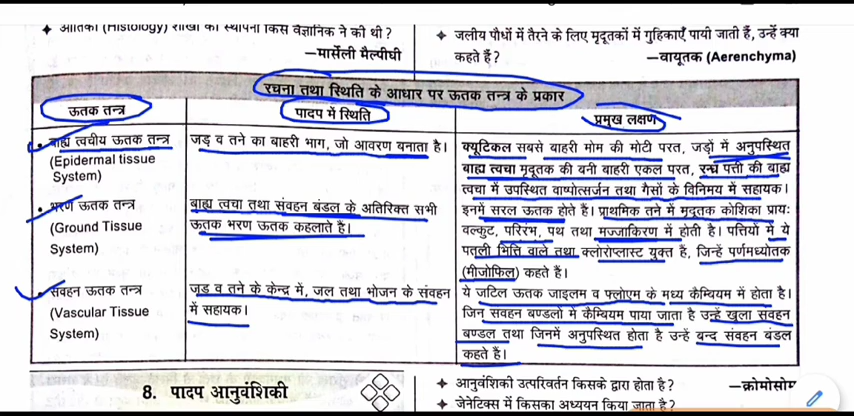 ✦ औतिकी (Histology) शाखा की स्थापना किस वैज्ञानिक ने की थी?
—मार्सेली मैल्पीघी
✦ जलीय पौधों में तैरने के लिए मृदूतकों में गुहिकाएँ पायी जाती हैं, उन्हें क्या
कहते हैं?
—वायूतक (Aerenchyma)
रचना तथा स्थिति के आधार पर ऊतक तन्त्र के प्रकार
ऊतक तन्त्र
पादप में स्थिति
प्रमुख लक्षण
बाह्य त्वचीय ऊतक तन्त्र
(Epidermal tissue
System)
जड़ व तने का बाहरी भाग, जो आवरण बनाता है।
क्यूटिकल सबसे बाहरी मोम की मोटी परत, जड़ों में अनुपस्थित
बाह्य त्वचा मृदूतक की बनी बाहरी एकल परत, रन्ध्र पत्ती की बाह्य
त्वचा में उपस्थित वाष्पोत्सर्जन तथा गैसों के विनिमय में सहायक।
भरण ऊतक तन्त्र
(Ground Tissue
System)
बाह्य त्वचा तथा संवहन बंडल के अतिरिक्त सभी
ऊतक भरण ऊतक कहलाते है।
इनमें सरल ऊतक होते है। प्राथमिक तने में मृदूतक कोशिका प्रायः
वल्कुट, परिरंभ, पथ तथा मज्जाकिरण में होती है। पत्तियों में ये
पतली भित्ति वाले तथा क्लोरोप्लास्ट युक्त हैं, जिन्हें पर्णमध्योतक
(मीजोफिल) कहते हैं।
संवहन ऊतक तन्त्र
(Vascular Tissue
System)
जड़ व तने के केन्द्र में, जल तथा भोजन के संवहन
में सहायक।
ये जटिल ऊतक जाइलम व फ्लोएम के मध्य कैम्बियम में होता है।
जिन सवहन बण्डलो में कैम्बियम पाया जाता है उन्हें खुला संवहन
बण्डल तथा जिनमें अनुपस्थित होता है उन्हें बन्द संवहन बंडल
कहते हैं।
8. पादप आनुवंशिकी
✦ आनुवंशिकी उत्परिवर्तन किसके द्वारा होता है?
—क्रोमोसोम
✦ जेनेटिक्स में किसका अध्ययन किया जाता है?